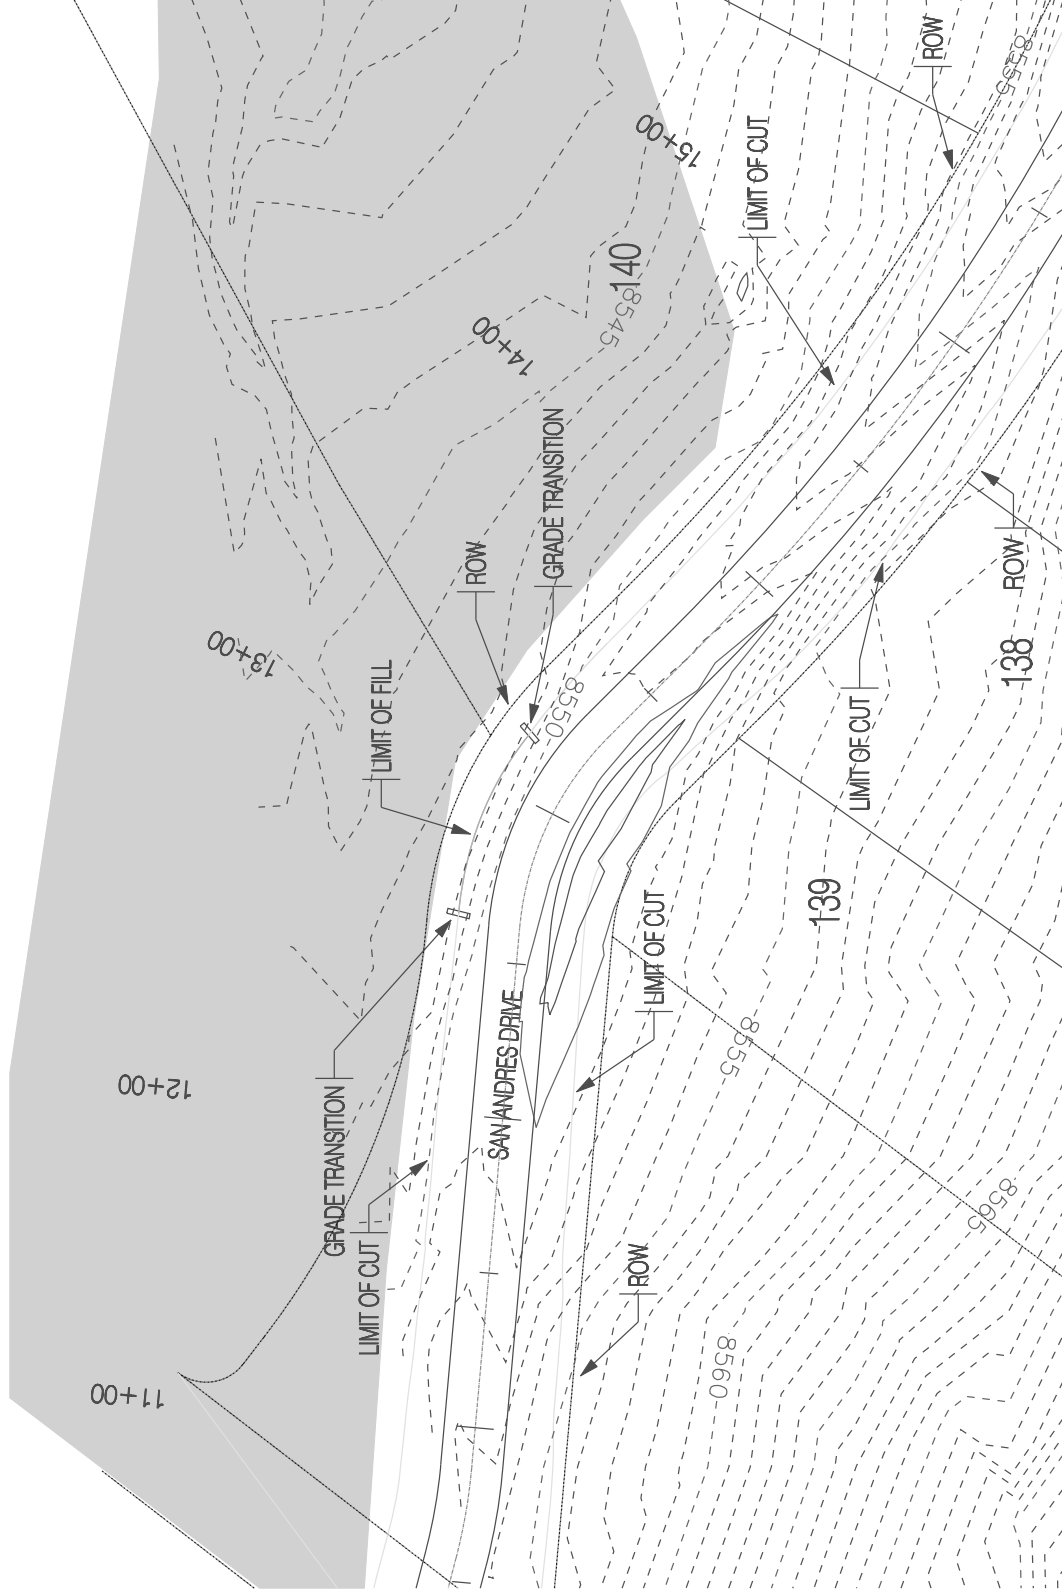 ROW
8555
15+00
LIMIT OF CUT
140
8545
14+00
GRADE TRANSITION
ROW
ROW
138
13+00
LIMIT OF FILL
8550
LIMIT OF CUT
139
LIMIT OF CUT
SAN ANDRES DRIVE
8555
12+00
GRADE TRANSITION
LIMIT OF CUT
8565
ROW
8560
11+00